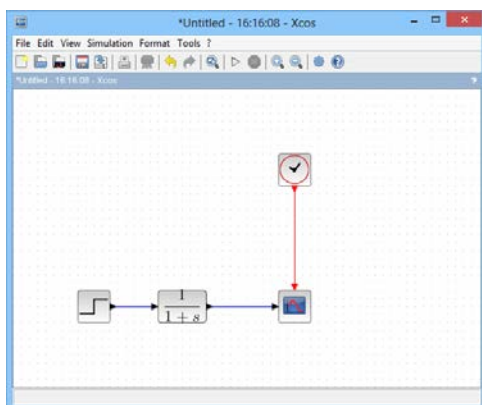 *Untitled - 16:16:08 - Xcos
File Edit View Simulation Format Tools ?
*Untitled - 16:16:08 - Xcos
1
1 + s